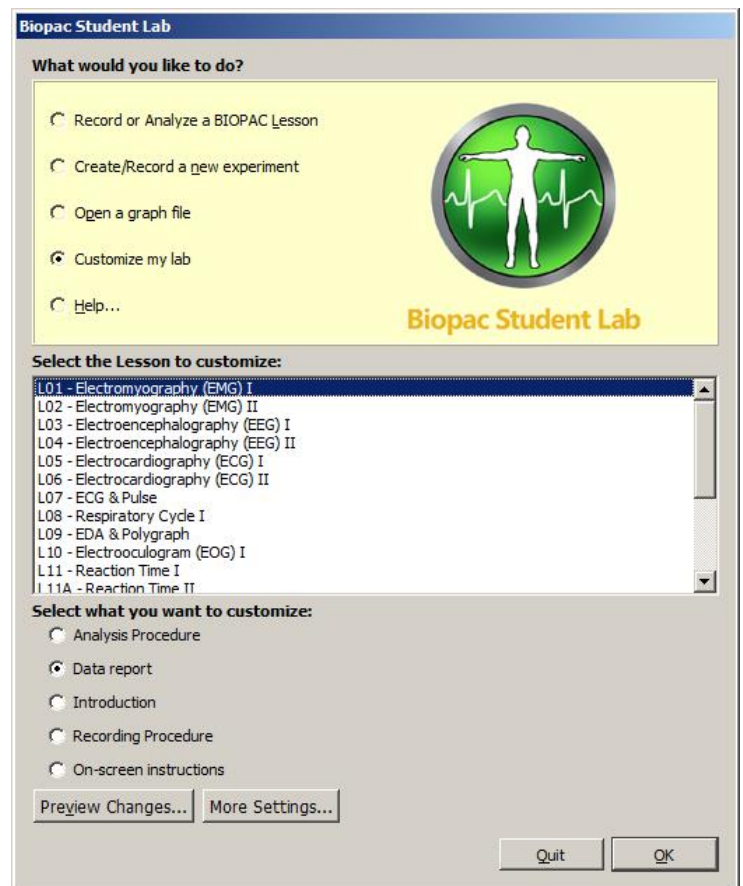 Biopac Student Lab
What would you like to do?
Record or Analyze a BIOPAC Lesson
Create/Record a new experiment
Open a graph file
Customize my lab
Help...
Biopac Student Lab
Select the Lesson to customize:
L01 - Electromyography (EMG) I
L02 - Electromyography (EMG) II
L03 - Electroencephalography (EEG) I
L04 - Electroencephalography (EEG) II
L05 - Electrocardiography (ECG) I
L06 - Electrocardiography (ECG) II
L07 - ECG & Pulse
L08 - Respiratory Cycle I
L09 - EDA & Polygraph
L10 - Electrooculogram (EOG) I
L11 - Reaction Time I
L11A - Reaction Time II
Select what you want to customize:
Analysis Procedure
Data report
Introduction
Recording Procedure
On-screen instructions
Preview Changes... More Settings...
Quit OK